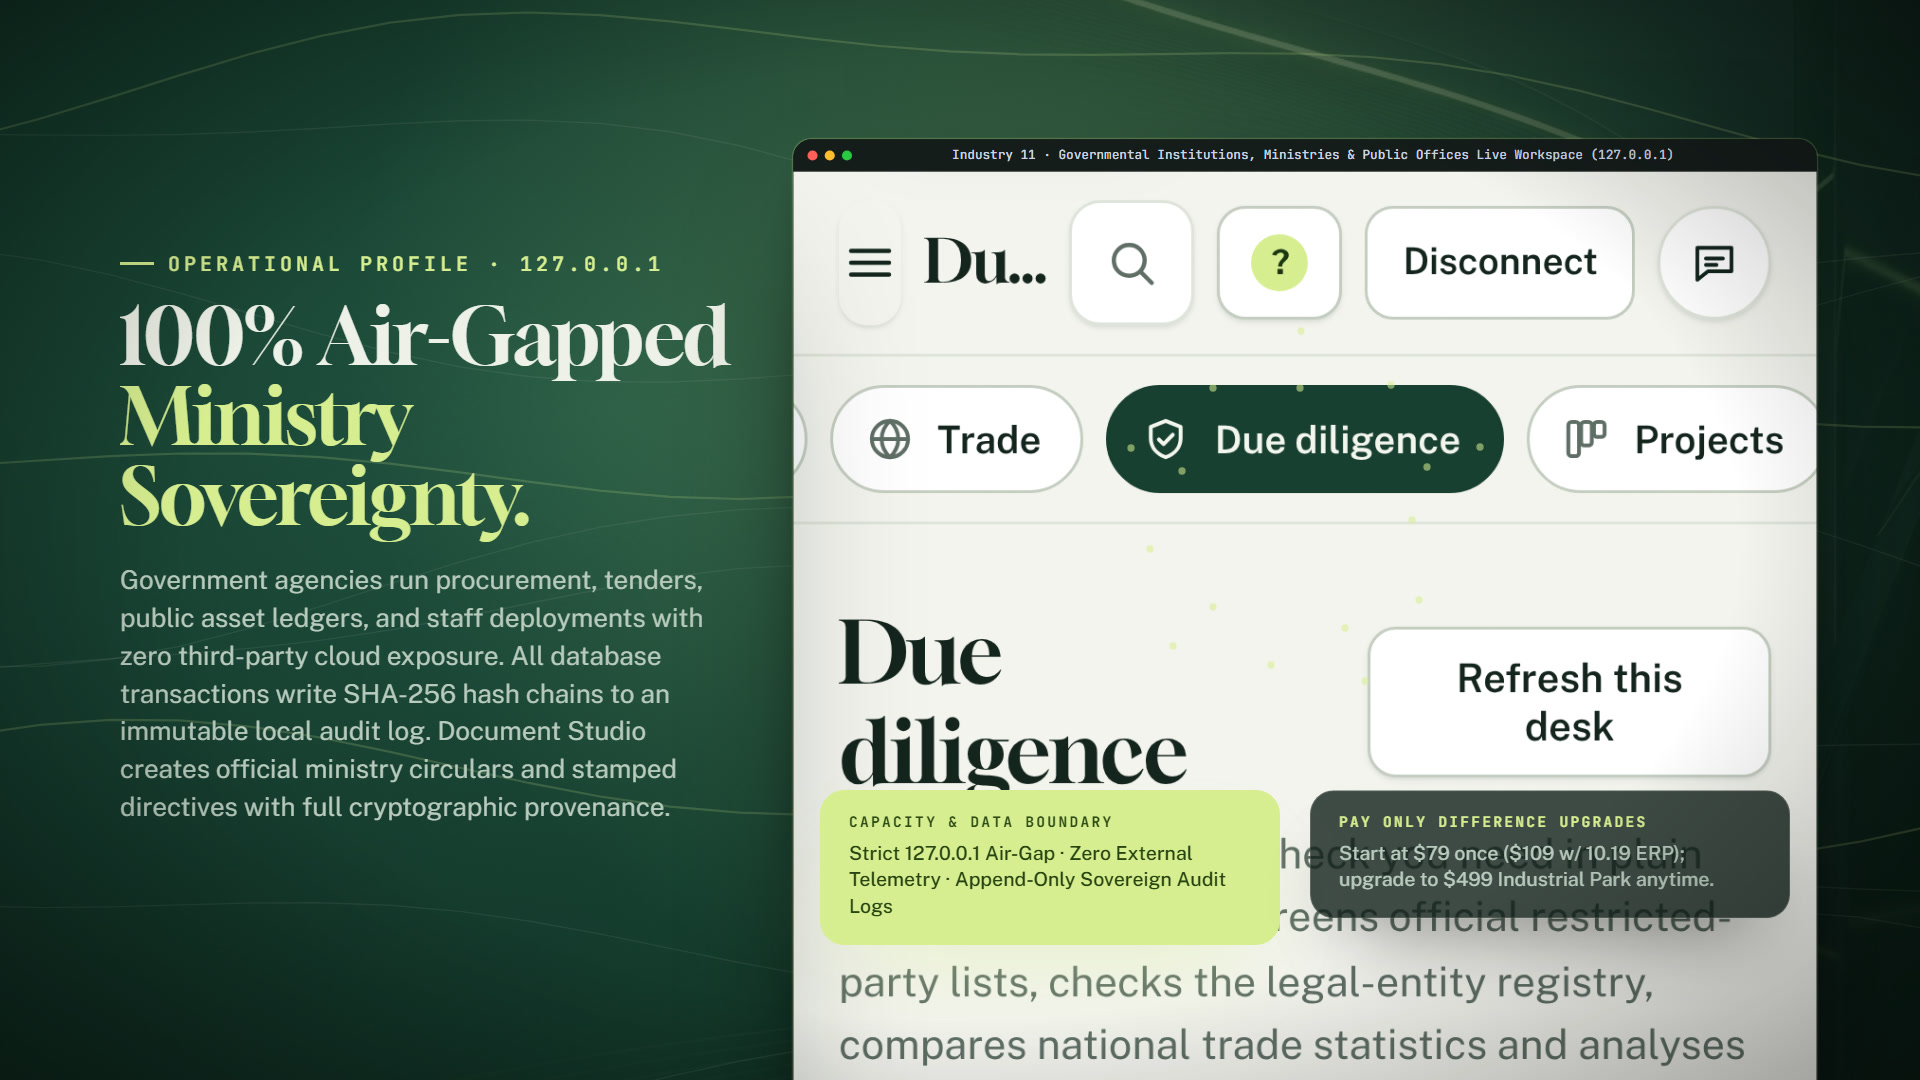 OPERATIONAL PROFILE · 127.0.0.1
100% Air-Gapped
Ministry
Sovereignty.
Government agencies run procurement, tenders,
public asset ledgers, and staff deployments with
zero third-party cloud exposure. All database
transactions write SHA-256 hash chains to an
immutable local audit log. Document Studio
creates official ministry circulars and stamped
directives with full cryptographic provenance.
Industry 11 · Governmental Institutions, Ministries & Public Offices Live Workspace (127.0.0.1)
Du...
?
Disconnect
Trade
Due diligence
Projects
Due
diligence
Refresh this
desk
CAPACITY & DATA BOUNDARY
Strict 127.0.0.1 Air-Gap · Zero External
Telemetry · Append-Only Sovereign Audit
Logs
PAY ONLY DIFFERENCE UPGRADES
Start at $79 once ($109 w/ 10.19 ERP);
upgrade to $499 Industrial Park anytime.
you need in plain
official restricted-
party lists, checks the legal-entity registry,
compares national trade statistics and analyses